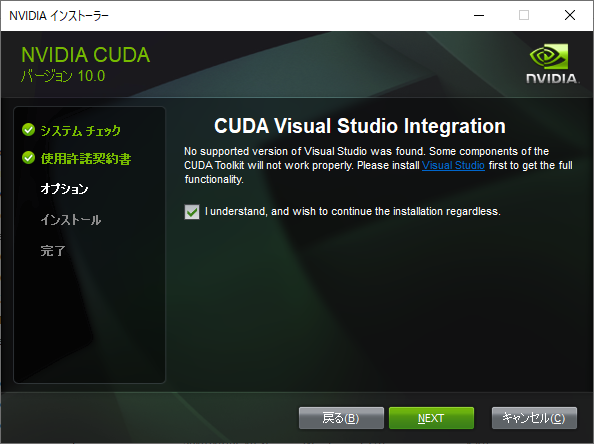 NVIDIA インストーラー
NVIDIA CUDA
バージョン 10.0
NVIDIA.
システム チェック
使用許諾契約書
オプション
インストール
完了
CUDA Visual Studio Integration
No supported version of Visual Studio was found. Some components of the
CUDA Toolkit will not work properly. Please install Visual Studio first to get the full
functionality.
I understand, and wish to continue the installation regardless.
戻る(B)
NEXT
キャンセル(C)